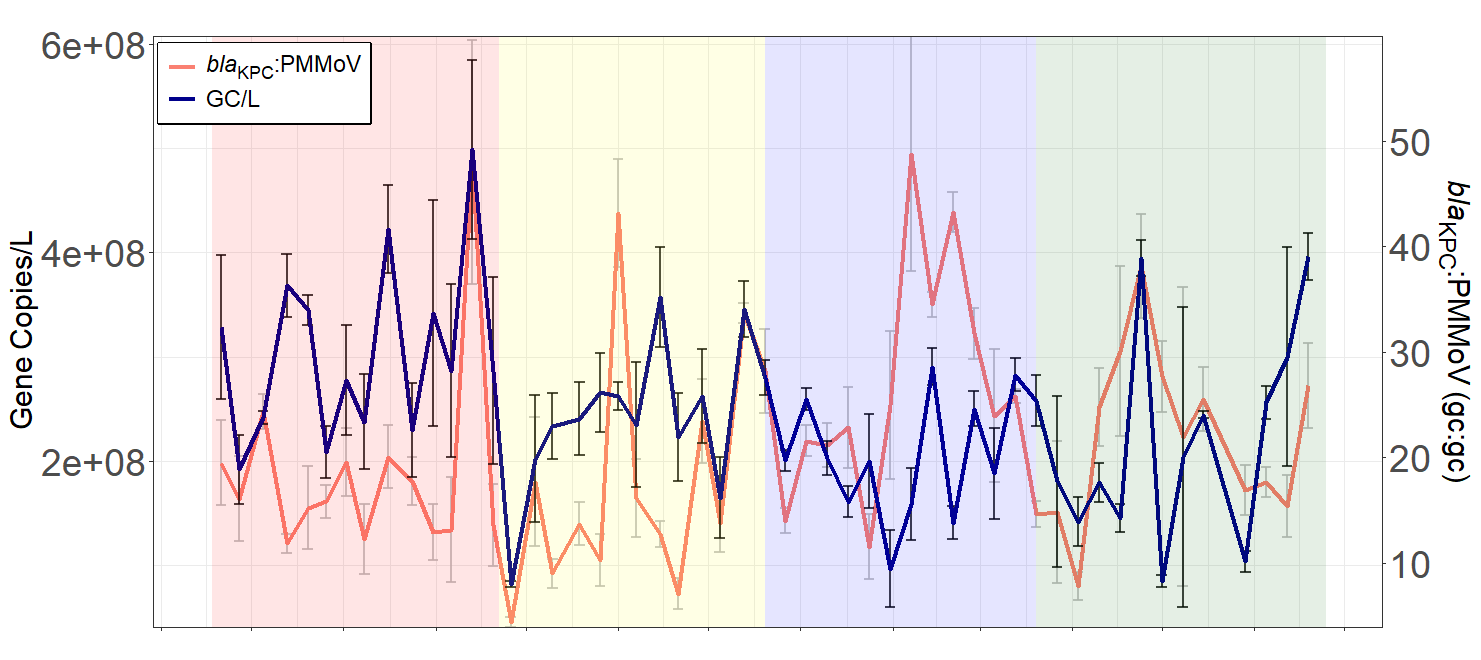 6e+08
4e+08
2e+08
Gene Copies/L
blaKPC:PMMoV
GC/L
50
40
30
20
10
blaKPC:PMMoV (gc:gc)